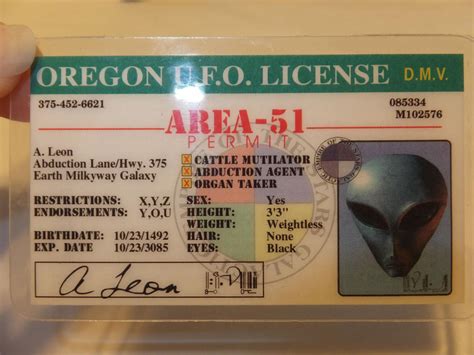 OREGON U.F.O. LICENSE D.M.V.
375-452-6621 085334
M102576
AREA-51
PERMIT
A. Leon
Abduction Lane/Hwy. 375
Earth Milkyway Galaxy
CATTLE MUTILATOR
ABDUCTION AGENT
ORGAN TAKER
RESTRICTIONS: X,Y,Z
ENDORSEMENTS: Y,O,U
BIRTHDATE: 10/23/1492
EXP. DATE 10/23/3085
SEX: Yes
HEIGHT: 3'3"
WEIGHT: Weightless
HAIR: None
EYES: Black
A Leon